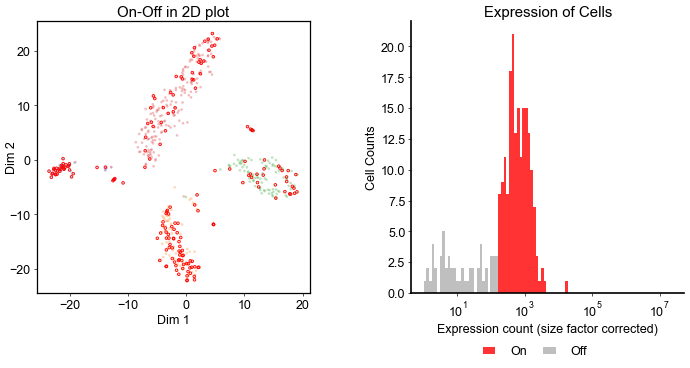 On-Off in 2D plot
20
10
0
−10
−20
Dim 2
−20 −10 0 10 20
Dim 1
Expression of Cells
20.0
17.5
15.0
12.5
10.0
7.5
5.0
2.5
0.0
Cell Counts
10¹ 10³ 10⁵ 10⁷
Expression count (size factor corrected)
On Off